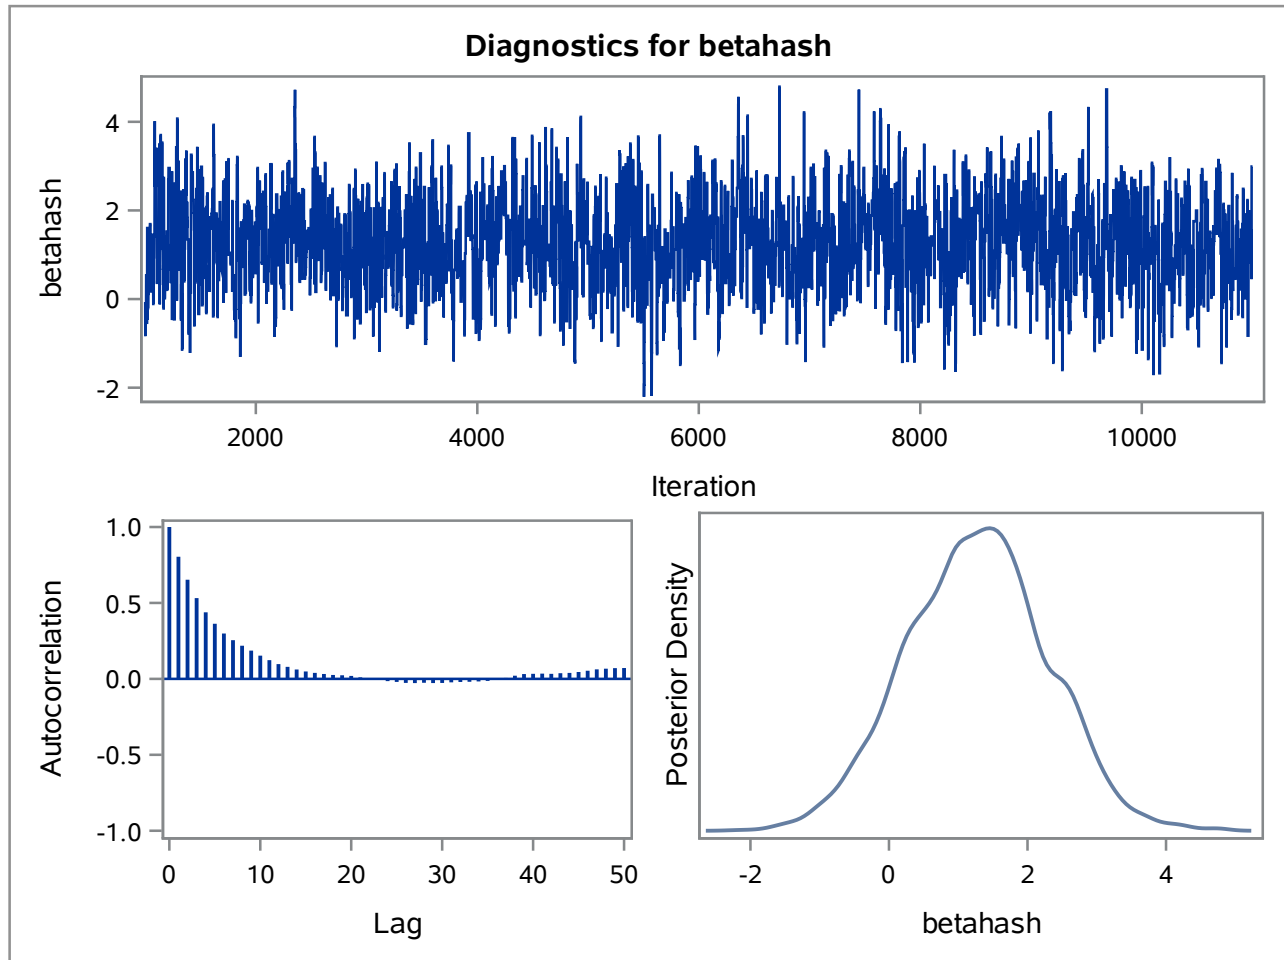 Diagnostics for betahash
betahash
4
2
0
-2
2000 4000 6000 8000 10000
Iteration
Autocorrelation
1.0
0.5
0.0
-0.5
-1.0
0 10 20 30 40 50
Lag
Posterior Density
-2 0 2 4
betahash